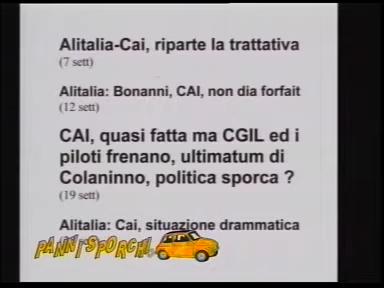 Alitalia-Cai, riparte la trattativa
(7 sett)
Alitalia: Bonanni, CAI, non dia forfait
(12 sett)
CAI, quasi fatta ma CGIL ed i
piloti frenano, ultimatum di
Colaninno, politica sporca ?
(19 sett)
Alitalia: Cai, situazione drammatica
PANNI SPORCHI